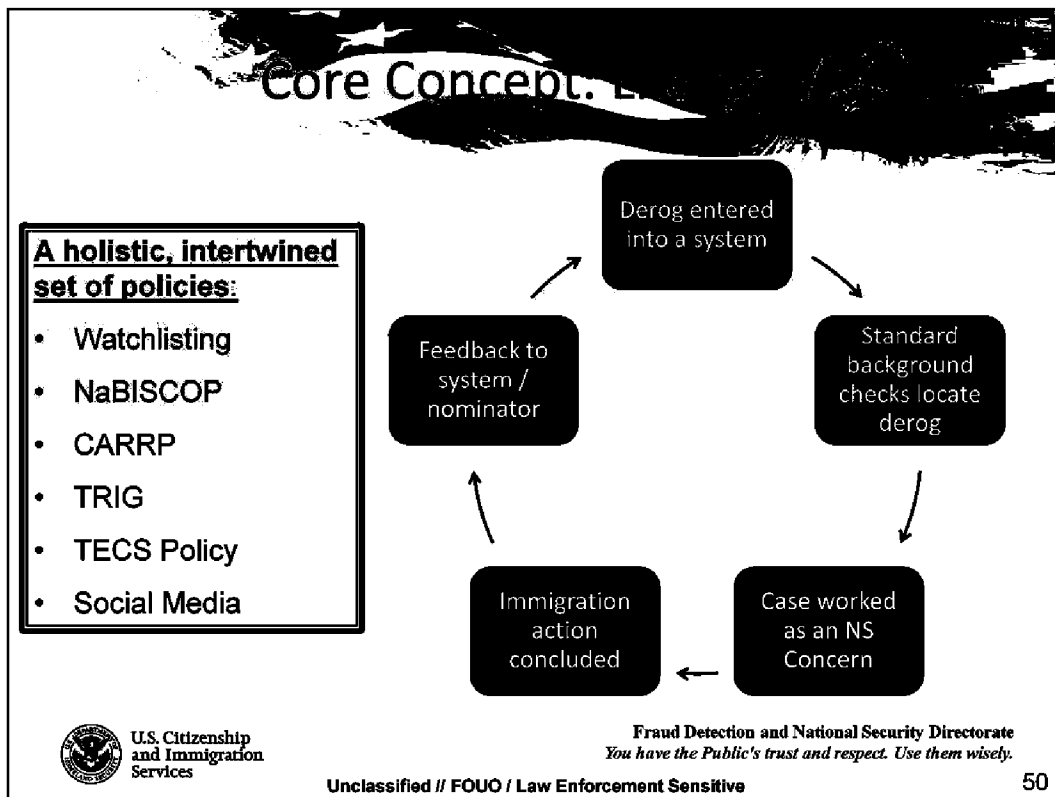 Core Concept:
A holistic, intertwined
set of policies:
• Watchlisting
• NaBISCOP
• CARRP
• TRIG
• TECS Policy
• Social Media
Derog entered
into a system
Standard
background
checks locate
derog
Case worked
as an NS
Concern
Immigration
action
concluded
Feedback to
system /
nominator
U.S. Citizenship
and Immigration
Services
Fraud Detection and National Security Directorate
You have the Public's trust and respect. Use them wisely.
Unclassified // FOUO / Law Enforcement Sensitive
50